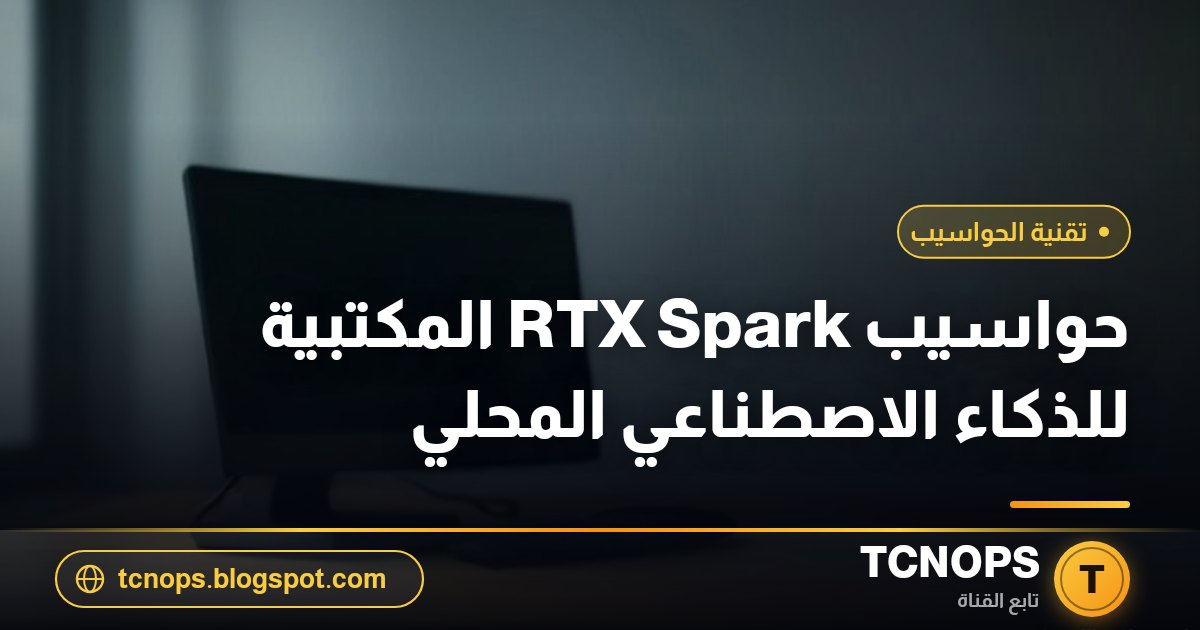 تقنية الحواسيب
حواسيب RTX Spark المكتبية
للذكاء الاصطناعي المحلي
TCNOPS
تابع القناة
T
tcnops.blogspot.com